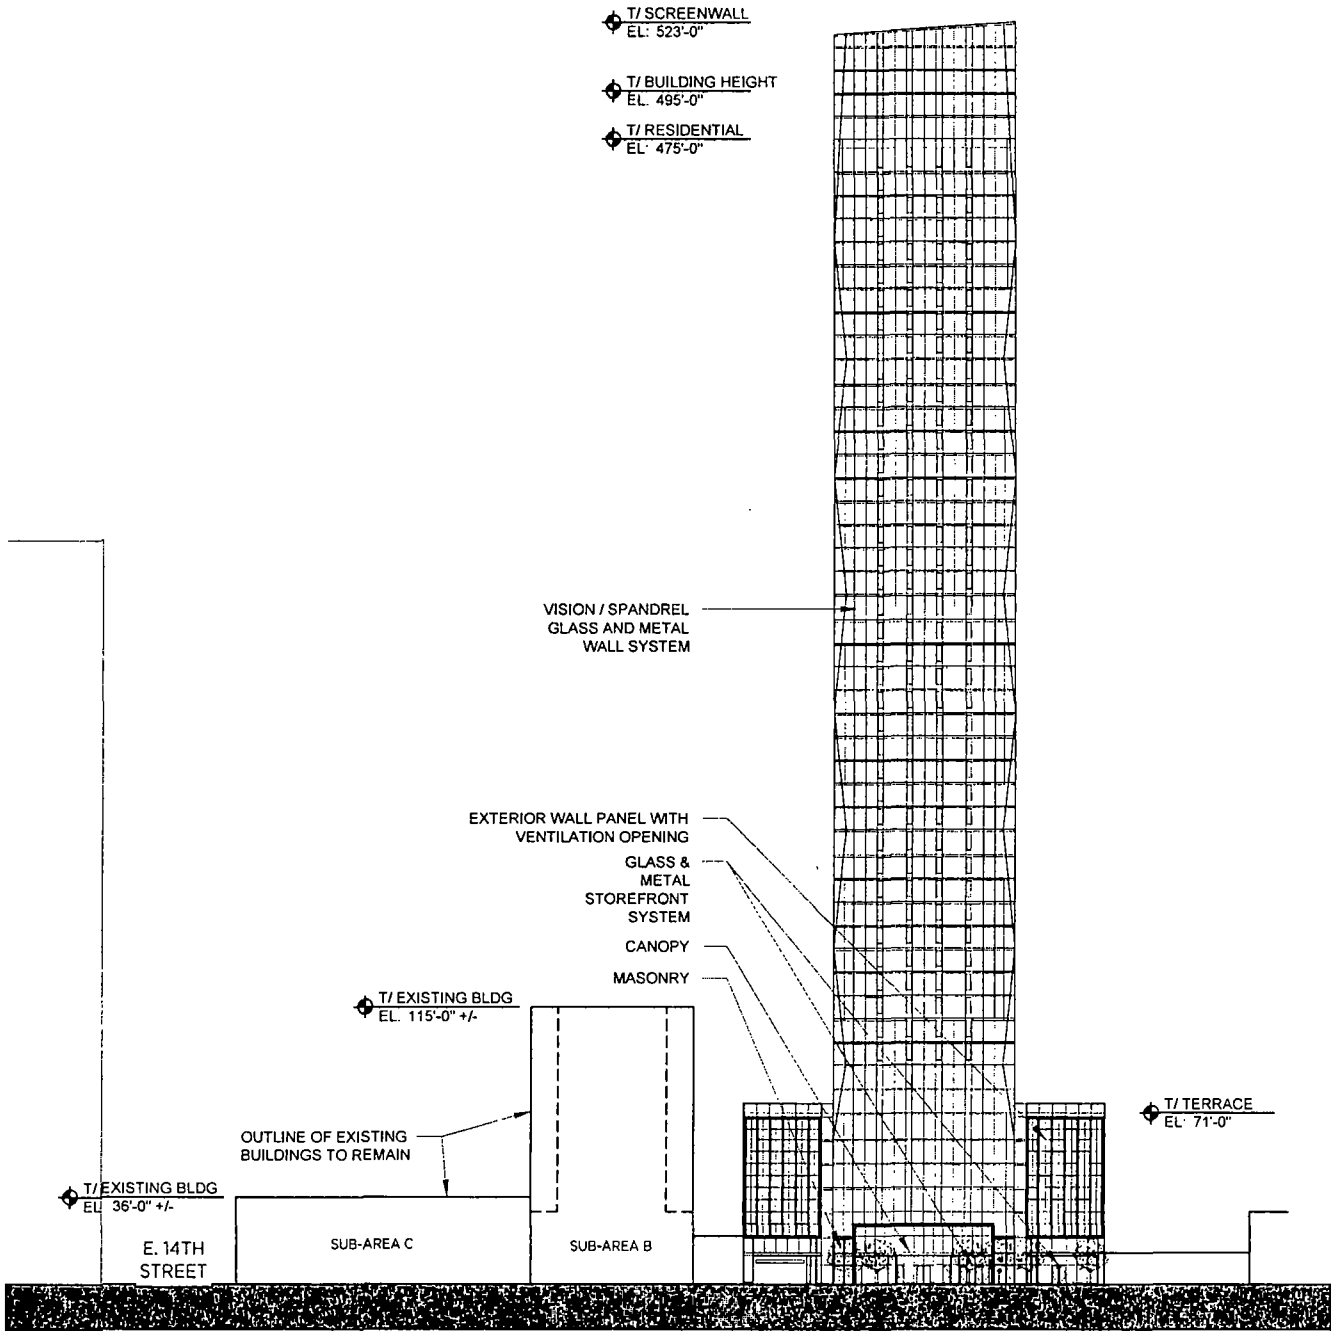 T/ SCREENWALL
EL: 523'-0"
T/ BUILDING HEIGHT
EL. 495'-0"
T/ RESIDENTIAL
EL' 475'-0"
VISION / SPANDREL
GLASS AND METAL
WALL SYSTEM
EXTERIOR WALL PANEL WITH
VENTILATION OPENING
GLASS &
METAL
STOREFRONT
SYSTEM
CANOPY
MASONRY
T/ EXISTING BLDG
EL. 115'-0" +/-
T/ TERRACE
EL' 71'-0"
OUTLINE OF EXISTING
BUILDINGS TO REMAIN
T/ EXISTING BLDG
EL 36'-0" +/-
E. 14TH
STREET
SUB-AREA C
SUB-AREA B